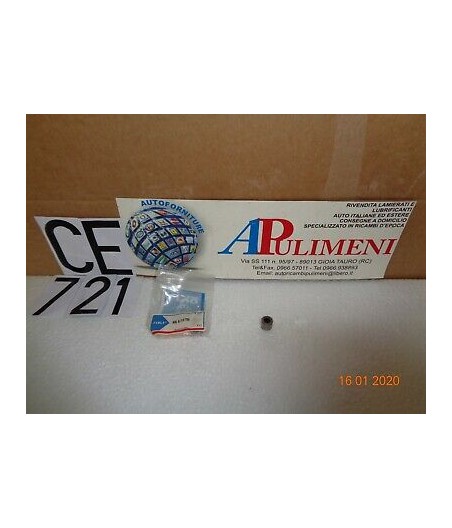 AUTOFORNITURE
APULIMENI
RIVENDITA LAMIERATI E
LUBRIFICANTI
AUTO ITALIANE ED ESTERE
CONSEGNE A DOMICILIO
SPECIALIZZATO IN RICAMBI D'EPOCA
Via SS 111 n. 95/97 - 89013 GIOIA TAURO (RC)
Tel&Fax. 0966.57011 - Tel 0966.939893
Email: autoricambipulimeni@libero.it
CE
721
16 01 2020